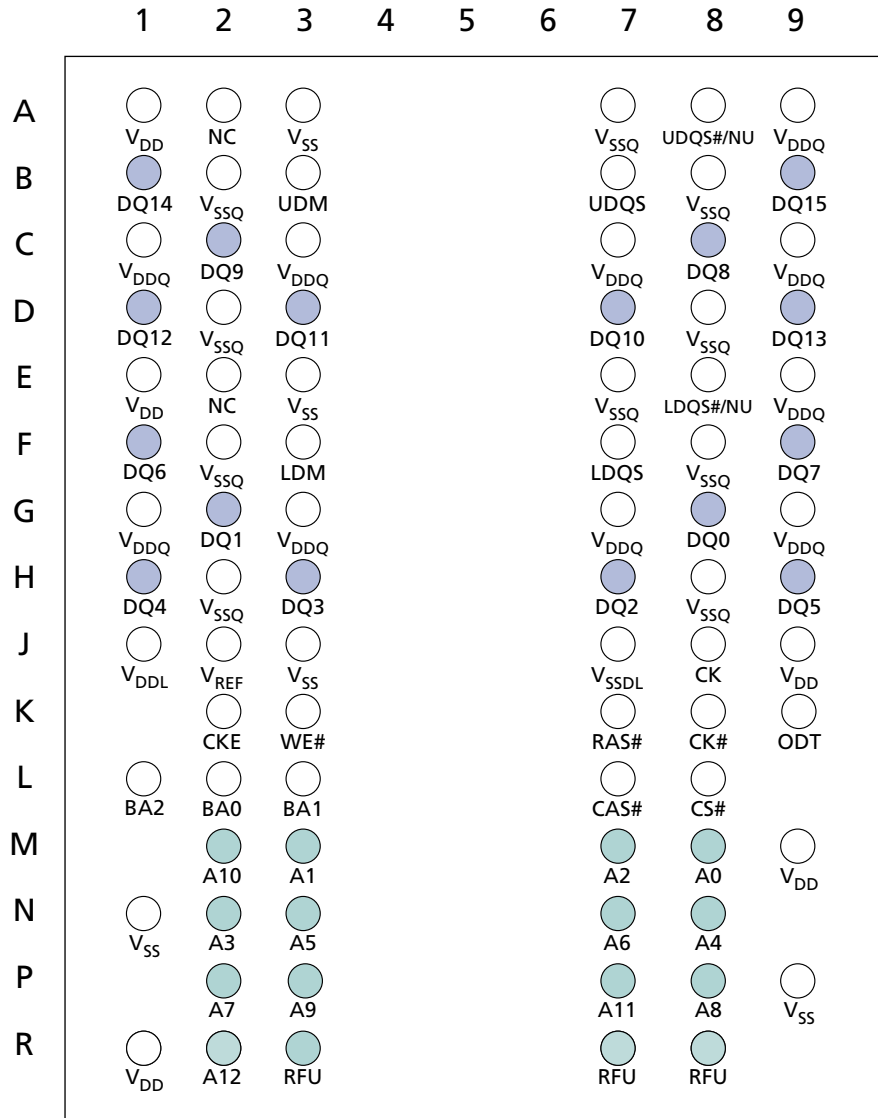 1 2 3 4 5 6 7 8 9
A
VDD NC VSS VSSQ UDQS#/NU VDDQ
B
DQ14 VSSQ UDM UDQS VSSQ DQ15
C
VDDQ DQ9 VDDQ VDDQ DQ8 VDDQ
D
DQ12 VSSQ DQ11 DQ10 VSSQ DQ13
E
VDD NC VSS VSSQ LDQS#/NU VDDQ
F
DQ6 VSSQ LDM LDQS VSSQ DQ7
G
VDDQ DQ1 VDDQ VDDQ DQ0 VDDQ
H
DQ4 VSSQ DQ3 DQ2 VSSQ DQ5
J
VDDL VREF VSS VSSDL CK VDD
K
CKE WE# RAS# CK# ODT
L
BA2 BA0 BA1 CAS# CS#
M
A10 A1 A2 A0 VDD
N
VSS A3 A5 A6 A4
P
A7 A9 A11 A8 VSS
R
VDD A12 RFU RFU RFU